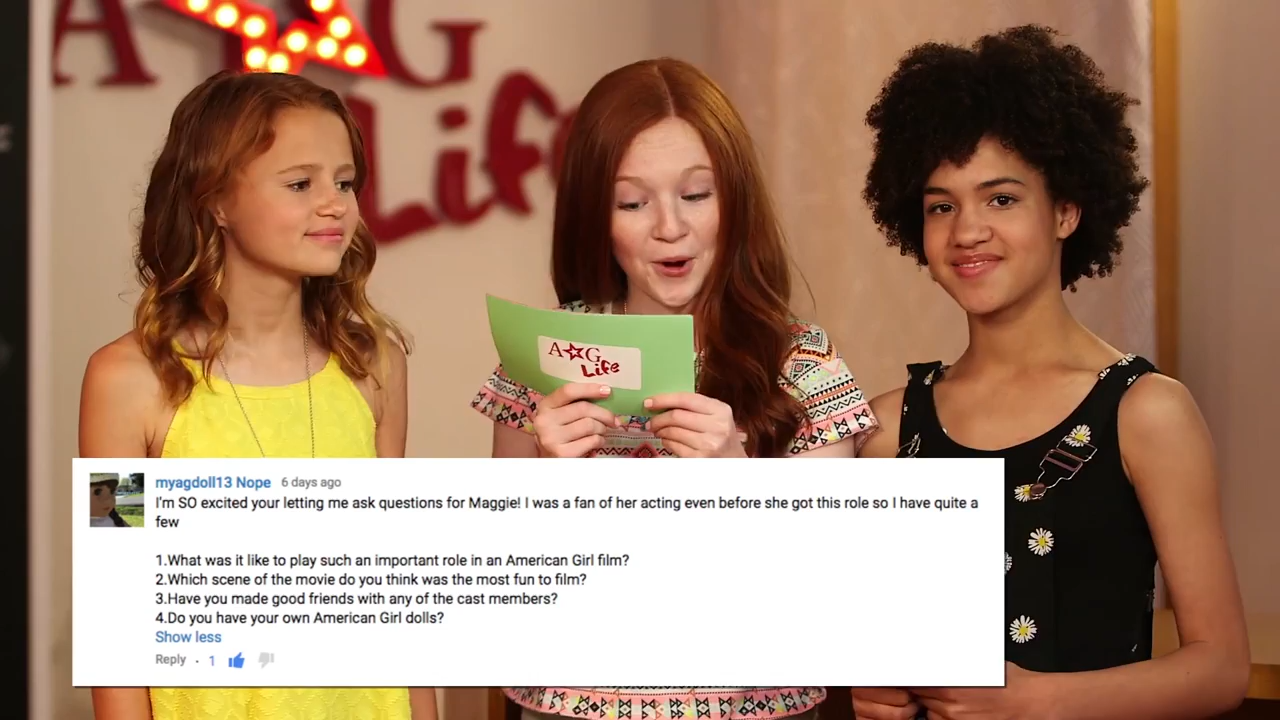 A G
Life
A G
Life
myagdoll13 Nope 6 days ago
I'm SO excited your letting me ask questions for Maggie! I was a fan of her acting even before she got this role so I have quite a
few
1.What was it like to play such an important role in an American Girl film?
2.Which scene of the movie do you think was the most fun to film?
3.Have you made good friends with any of the cast members?
4.Do you have your own American Girl dolls?
Show less
Reply · 1